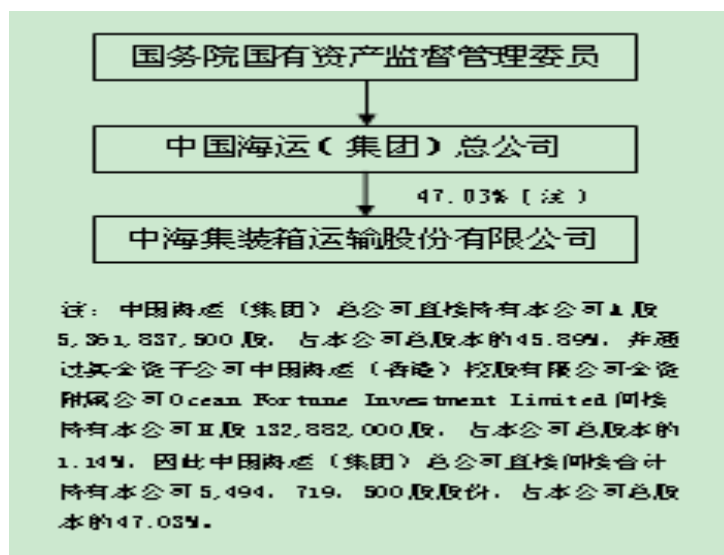 国务院国有资产监督管理委员
中国海运(集团)总公司
47.03%(注)
中海集装箱运输股份有限公司
注:中国海运(集团)总公司直接持有本公司A股
5,361,837,500股,占本公司总股本的45.89%,并通
过其全资子公司中国海运(香港)控股有限公司全资
附属公司Ocean Fortune Investment Limited间接
持有本公司H股132,882,000股,占本公司总股本的
1.14%,因此中国海运(集团)总公司直接间接合计
持有本公司5,494,719,500股股份,占本公司总股
本的47.03%。